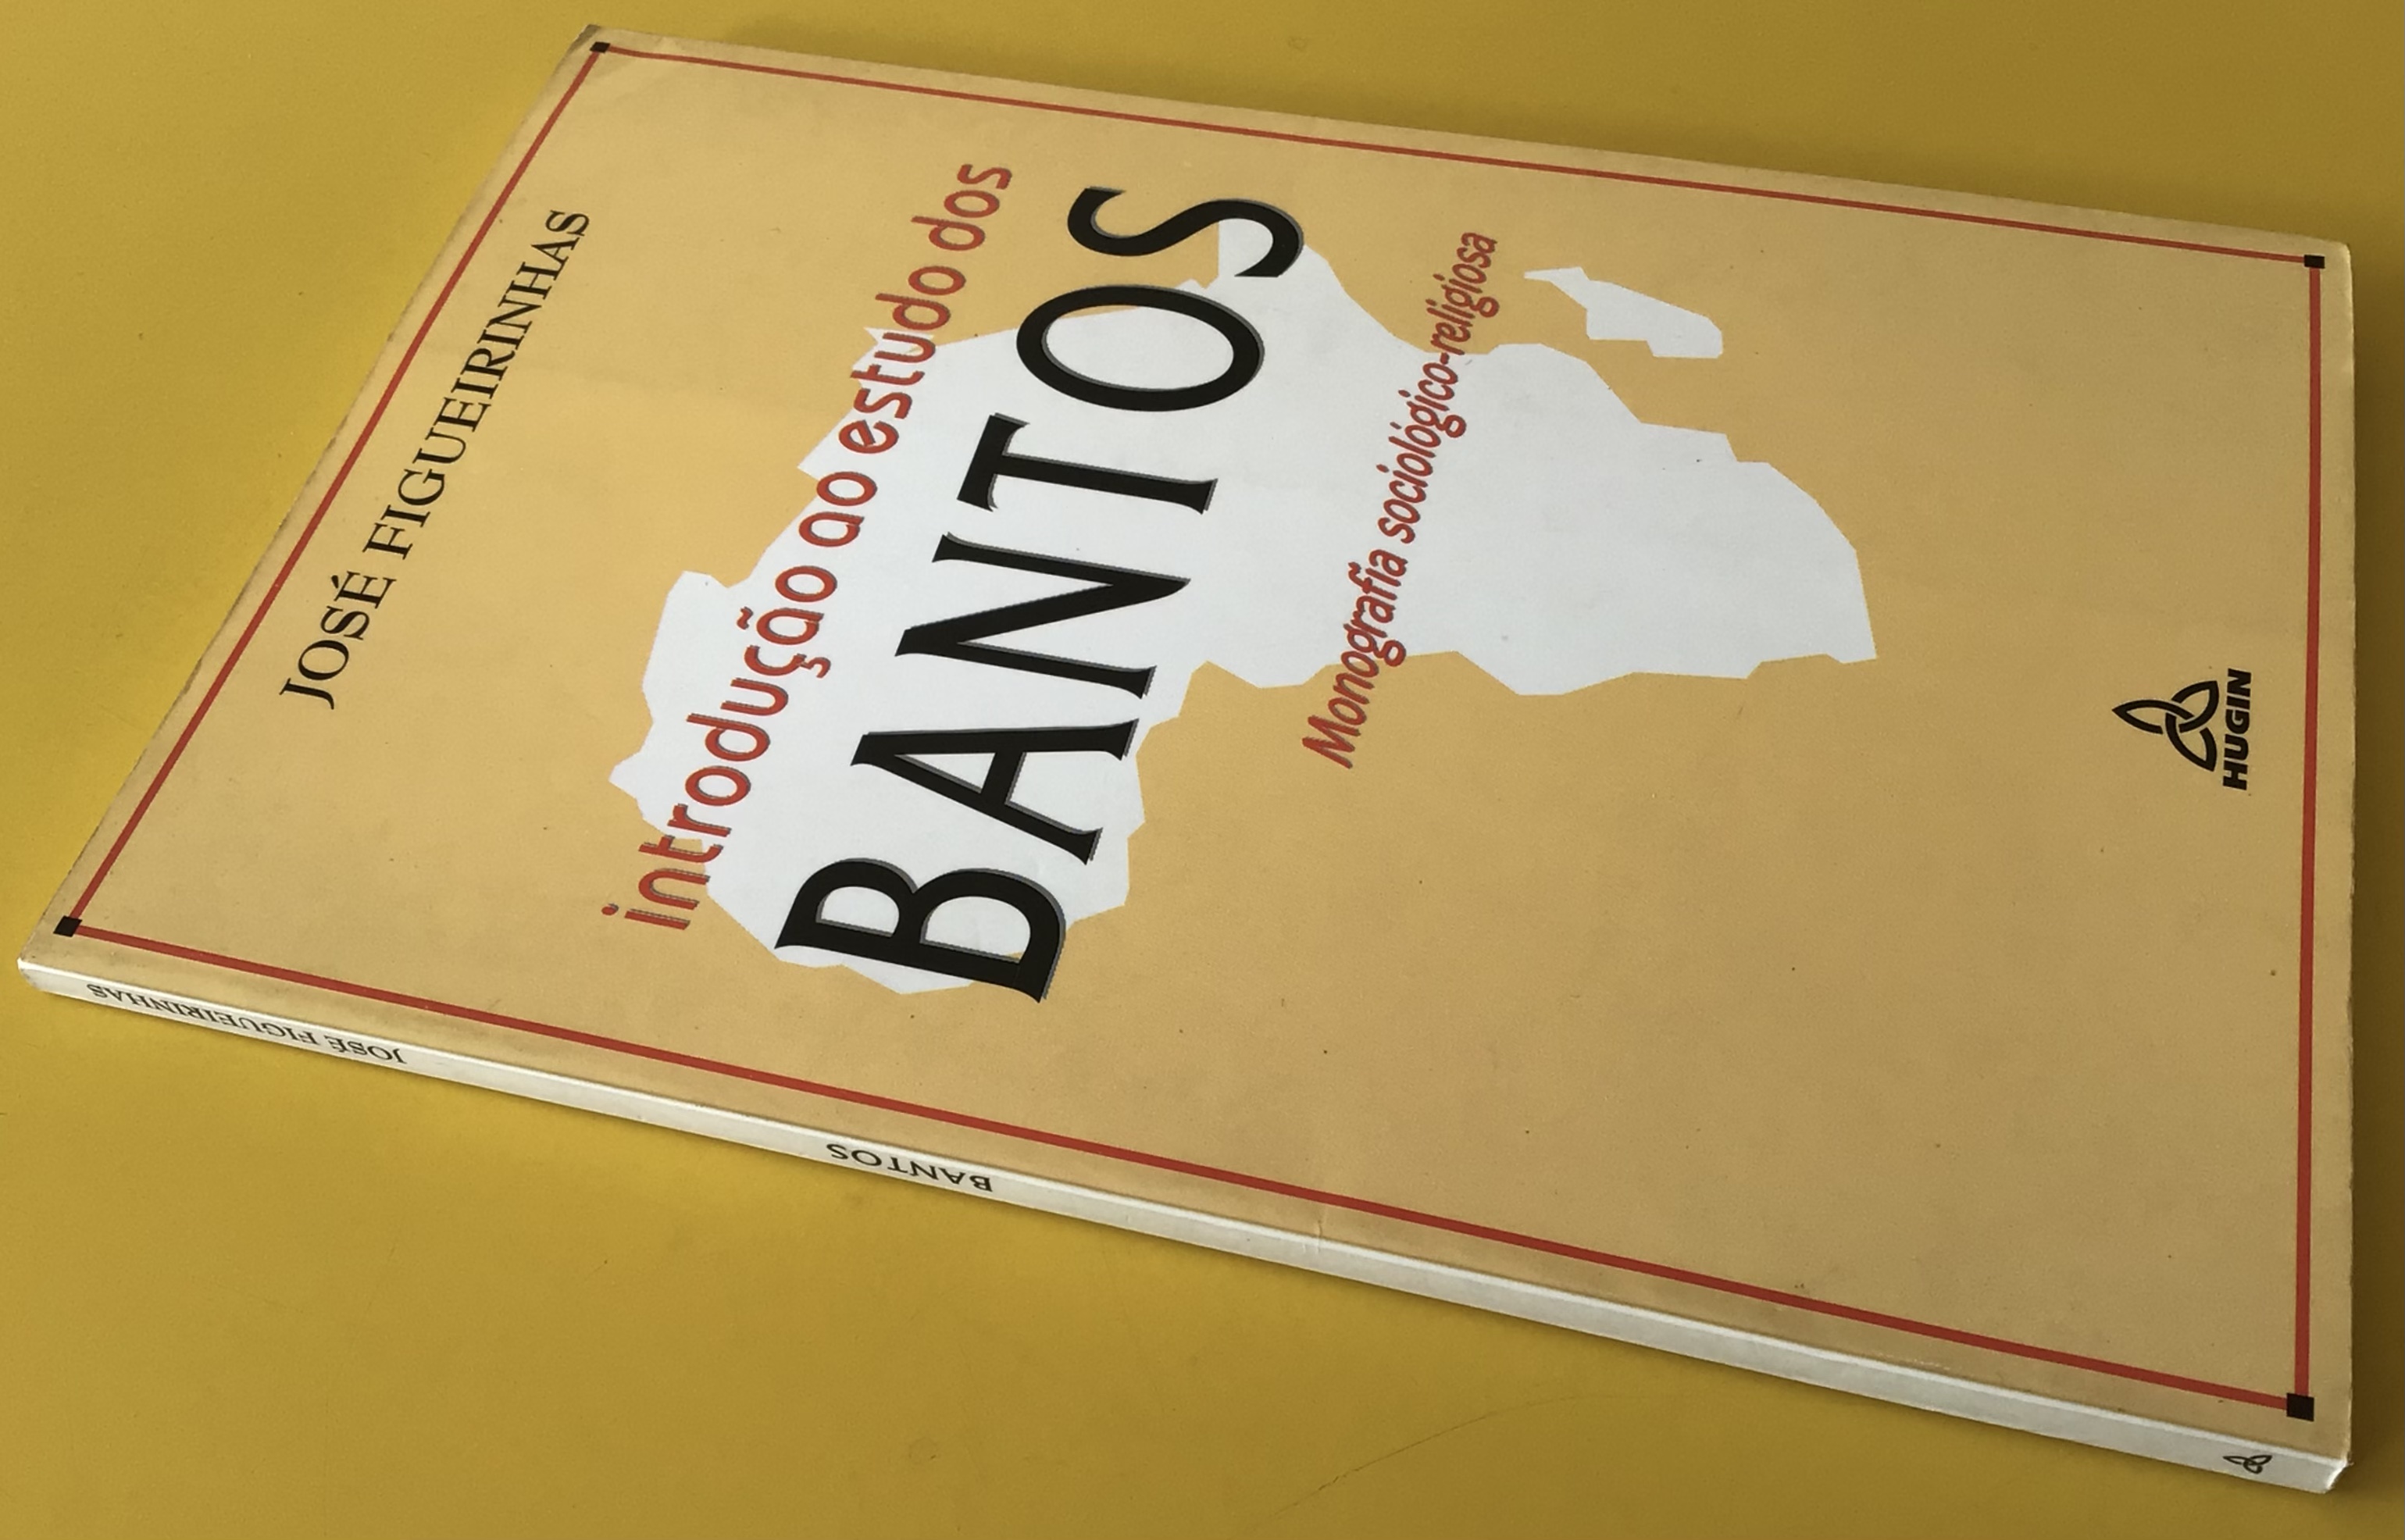 JOSÉ FIGUEIRINHAS
introdução ao estudo dos
BANTOS
Monografia sociológico-religiosa
HUGIN
JOSÉ FIGUEIRINHAS
BANTOS